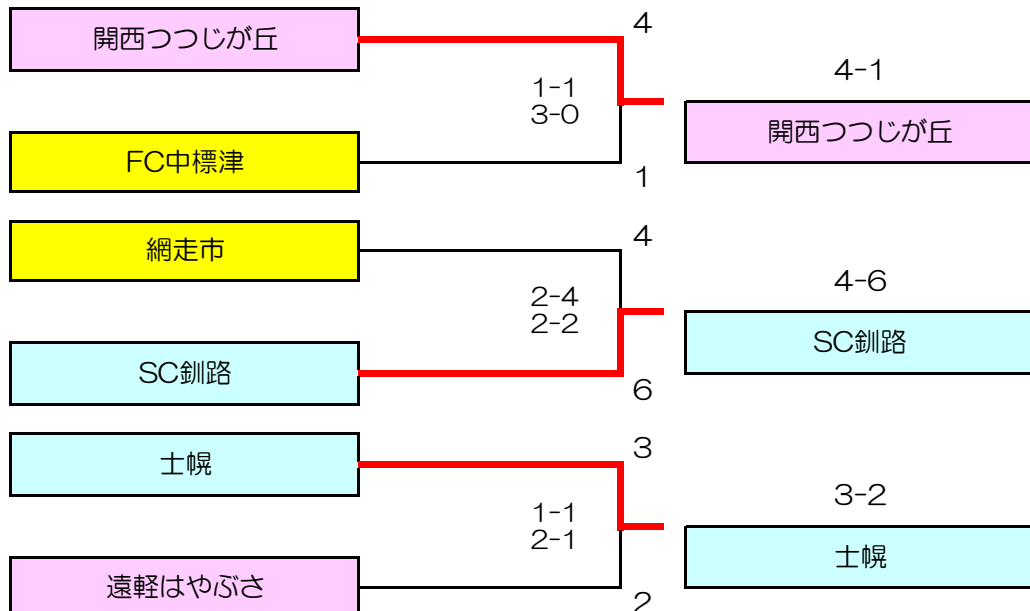 開西つつじが丘
4
1-1
3-0
4-1
開西つつじが丘
FC中標津
1
網走市
4
2-4
2-2
4-6
SC釧路
SC釧路
6
士幌
3
1-1
2-1
3-2
士幌
遠軽はやぶさ
2